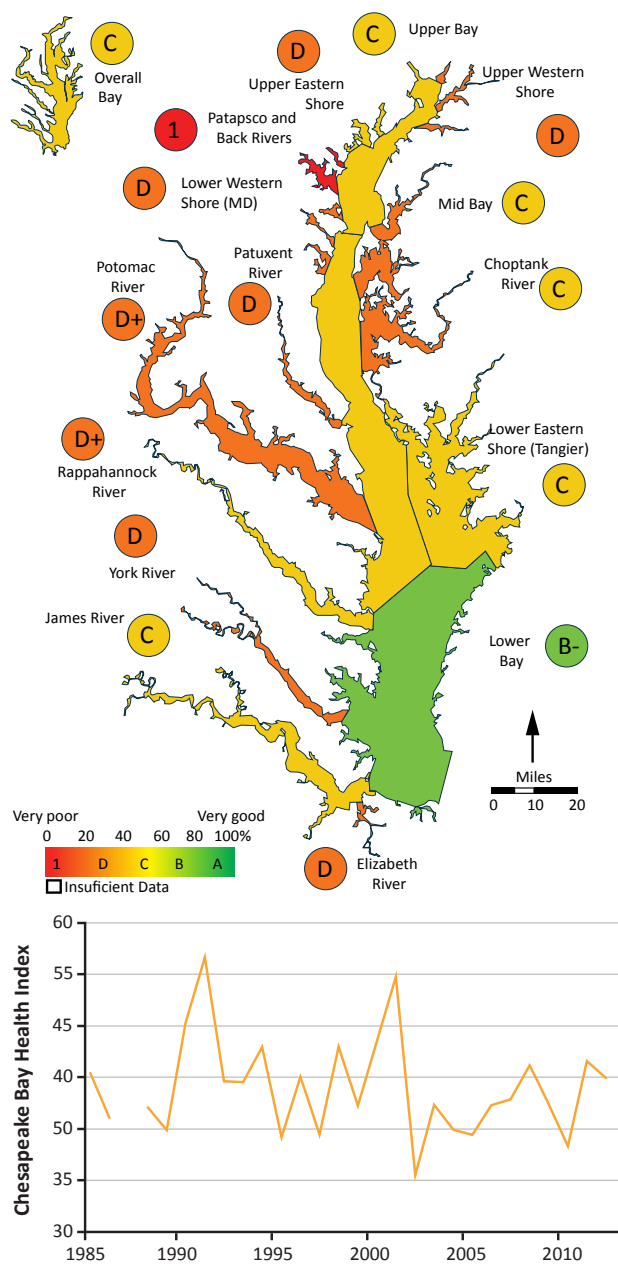 C
Overall
Bay
D
Upper Eastern
Shore
C
Upper Bay
Upper Western
Shore
D
1
Patapsco and
Back Rivers
D
Lower Western
Shore (MD)
Mid Bay
C
Potomac
River
D+
Patuxent
River
D
Choptank
River
C
D+
Rappahannock
River
Lower Eastern
Shore (Tangier)
C
D
York River
James River
C
Lower
Bay
B-
Miles
0 10 20
Very poor Very good
0 20 40 60 80 100%
1 D C B A
Insuficient Data
D
Elizabeth
River
Chesapeake Bay Health Index
60
55
45
40
50
35
30
1985 1990 1995 2000 2005 2010